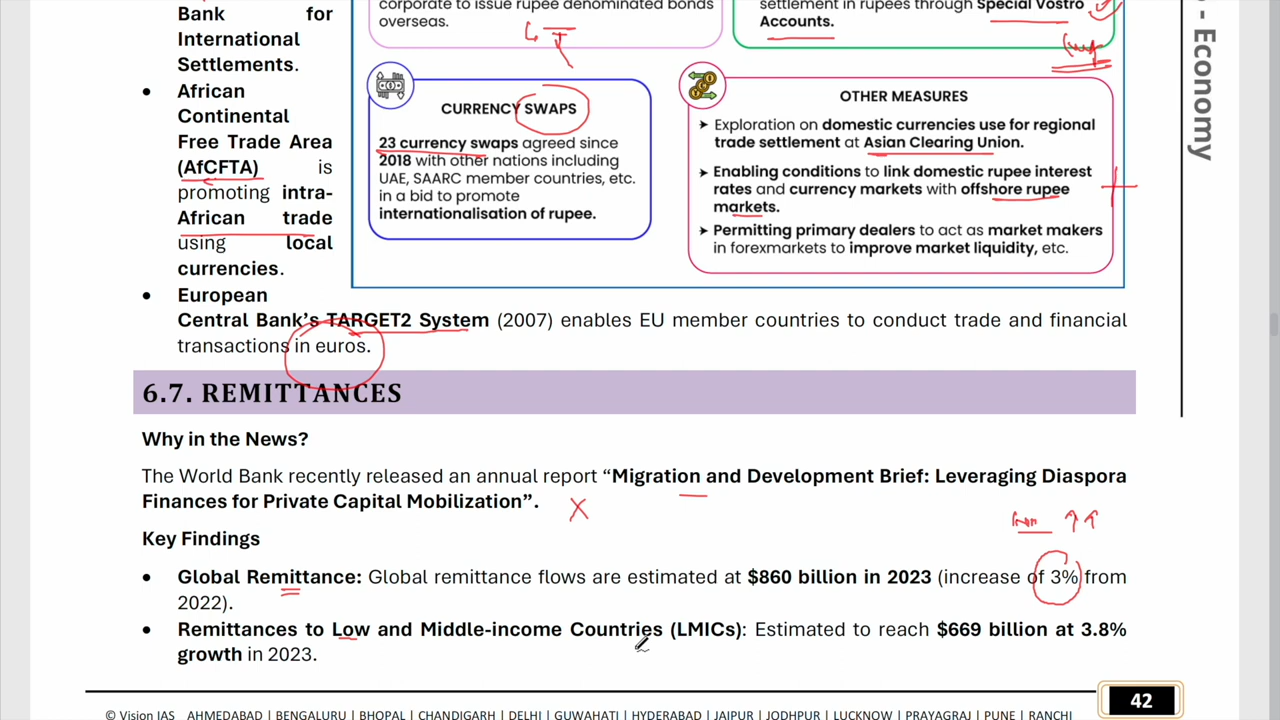 Bank for
International
Settlements.
• African
Continental
Free Trade Area
(AfCFTA) is
promoting intra-
African trade
using local
currencies.
• European
Central Bank's TARGET2 System (2007) enables EU member countries to conduct trade and financial
transactions in euros.
corporate to issue rupee denominated bonds
overseas.
settlement in rupees through Special Vostro
Accounts.
CURRENCY SWAPS
23 currency swaps agreed since
2018 with other nations including
UAE, SAARC member countries, etc.
in a bid to promote
internationalisation of rupee.
OTHER MEASURES
➤ Exploration on domestic currencies use for regional
trade settlement at Asian Clearing Union.
➤ Enabling conditions to link domestic rupee interest
rates and currency markets with offshore rupee
markets.
➤ Permitting primary dealers to act as market makers
in forexmarkets to improve market liquidity, etc.
- Economy
6.7. REMITTANCES
Why in the News?
The World Bank recently released an annual report “Migration and Development Brief: Leveraging Diaspora
Finances for Private Capital Mobilization”.
Key Findings
• Global Remittance: Global remittance flows are estimated at $860 billion in 2023 (increase of 3% from
2022).
• Remittances to Low and Middle-income Countries (LMICs): Estimated to reach $669 billion at 3.8%
growth in 2023.
42
© Vision IAS AHMEDABAD | BENGALURU | BHOPAL | CHANDIGARH | DELHI | GUWAHATI | HYDERABAD | JAIPUR | JODHPUR | LUCKNOW | PRAYAGRAJ | PUNE | RANCHI